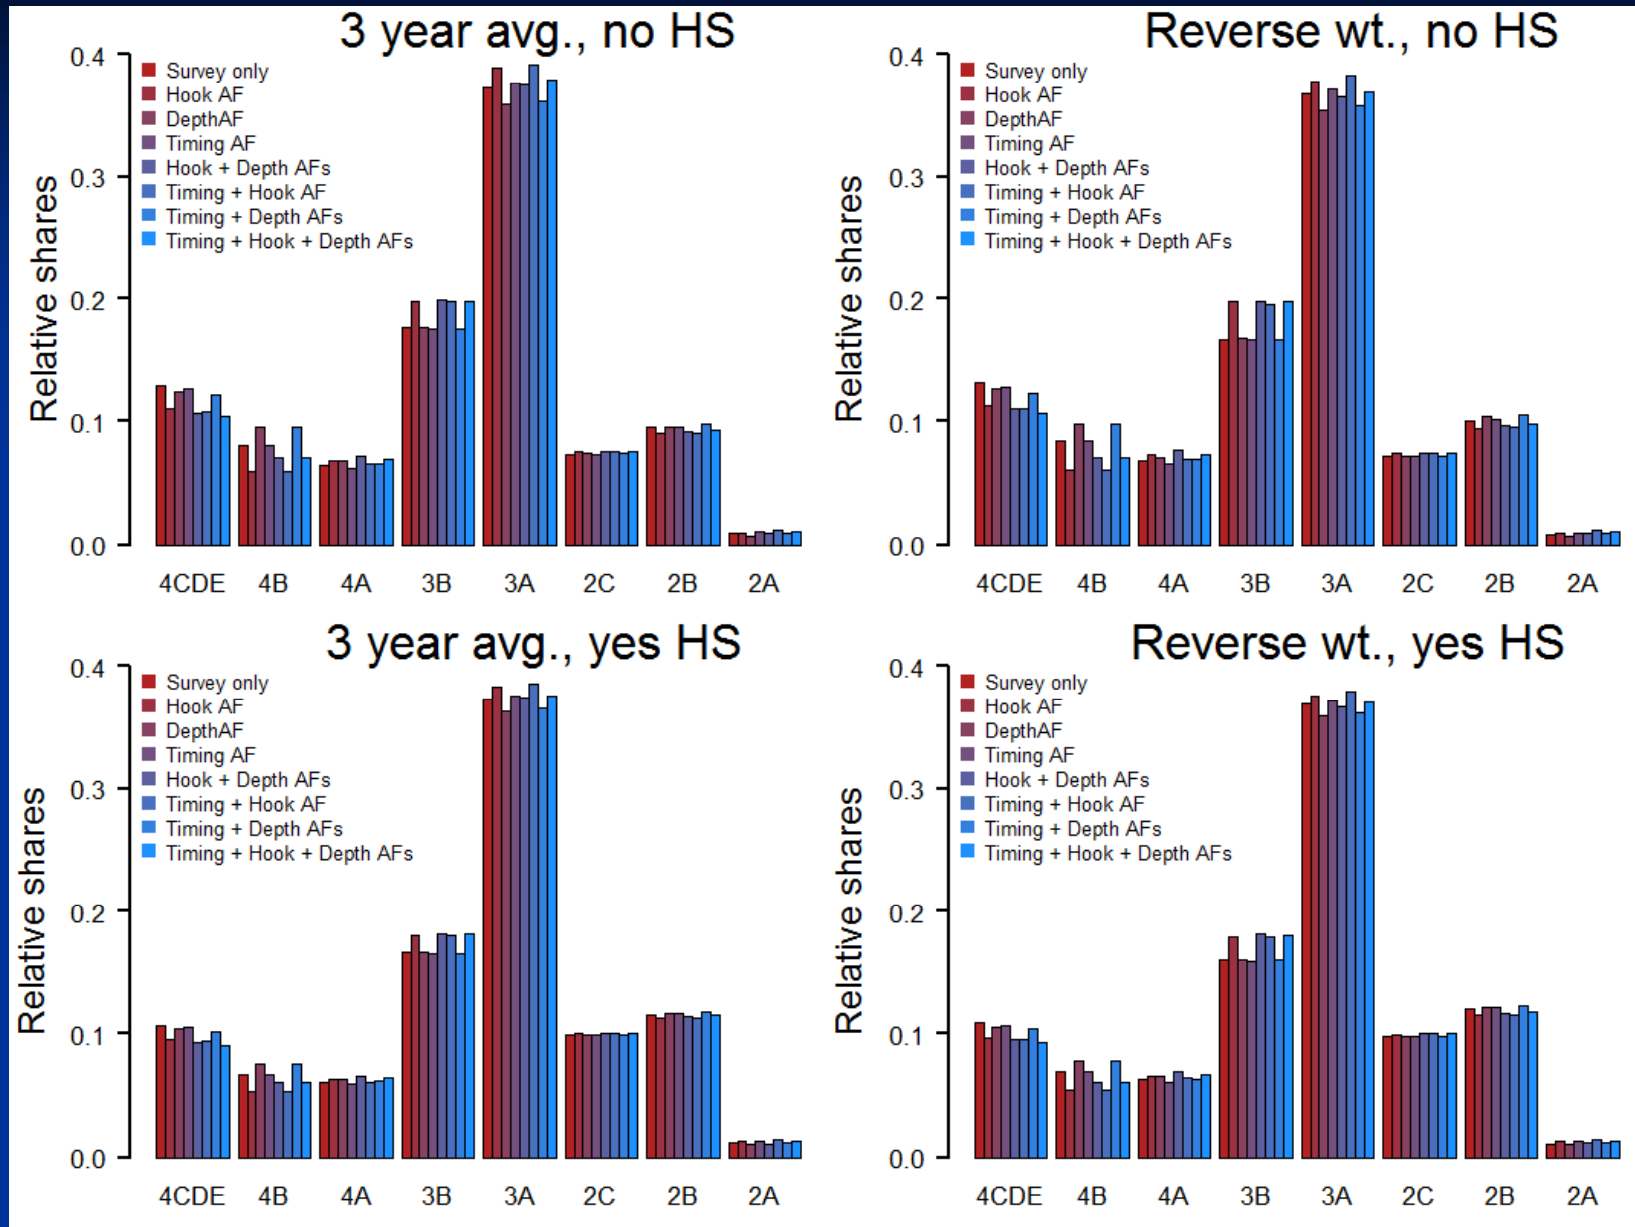 3 year avg., no HS
Relative shares
0.4
0.3
0.2
0.1
0.0
Survey only
Hook AF
DepthAF
Timing AF
Hook + Depth AFs
Timing + Hook AF
Timing + Depth AFs
Timing + Hook + Depth AFs
4CDE 4B 4A 3B 3A 2C 2B 2A
Reverse wt., no HS
Relative shares
0.4
0.3
0.2
0.1
0.0
Survey only
Hook AF
DepthAF
Timing AF
Hook + Depth AFs
Timing + Hook AF
Timing + Depth AFs
Timing + Hook + Depth AFs
4CDE 4B 4A 3B 3A 2C 2B 2A
3 year avg., yes HS
Relative shares
0.4
0.3
0.2
0.1
0.0
Survey only
Hook AF
DepthAF
Timing AF
Hook + Depth AFs
Timing + Hook AF
Timing + Depth AFs
Timing + Hook + Depth AFs
4CDE 4B 4A 3B 3A 2C 2B 2A
Reverse wt., yes HS
Relative shares
0.4
0.3
0.2
0.1
0.0
Survey only
Hook AF
DepthAF
Timing AF
Hook + Depth AFs
Timing + Hook AF
Timing + Depth AFs
Timing + Hook + Depth AFs
4CDE 4B 4A 3B 3A 2C 2B 2A